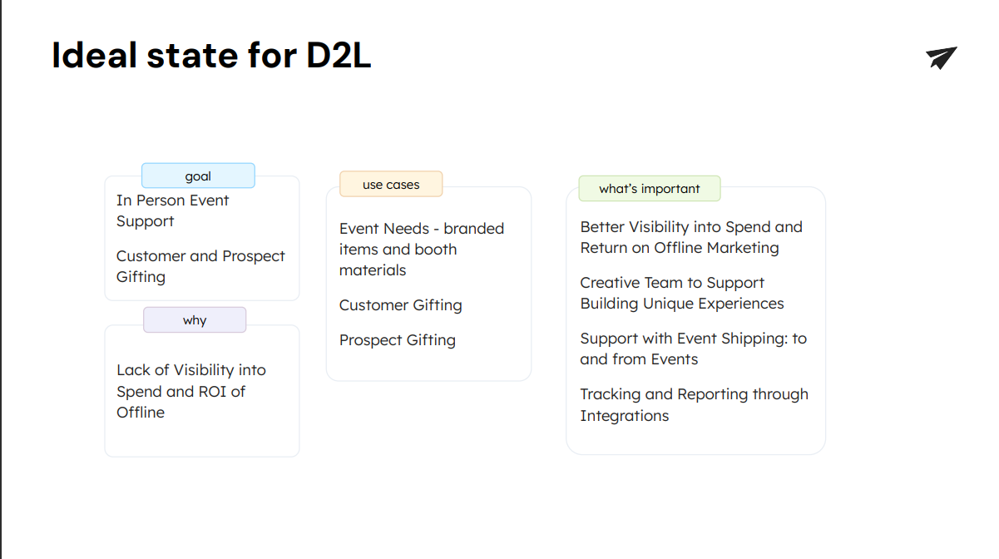 Ideal state for D2L
goal
In Person Event
Support
Customer and Prospect
Gifting
why
Lack of Visibility into
Spend and ROI of
Offline
use cases
Event Needs - branded
items and booth
materials
Customer Gifting
Prospect Gifting
what's important
Better Visibility into Spend and
Return on Offline Marketing
Creative Team to Support
Building Unique Experiences
Support with Event Shipping: to
and from Events
Tracking and Reporting through
Integrations